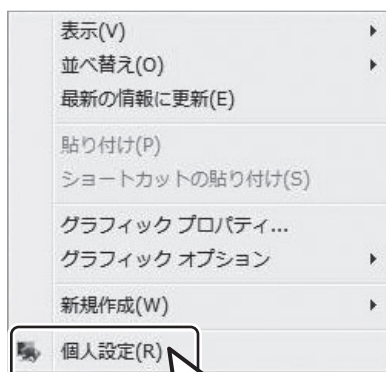 表示(V)
並べ替え(O)
最新の情報に更新(E)
貼り付け(P)
ショートカットの貼り付け(S)
グラフィック プロパティ...
グラフィック オプション
新規作成(W)
個人設定(R)